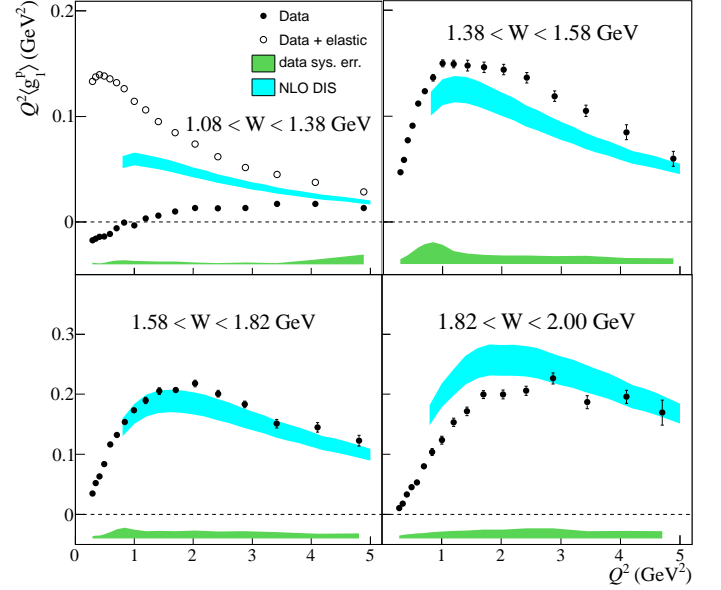 Q²⟨g₁ᵖ⟩ (GeV²)
0.2
0.1
0
Data
Data + elastic
data sys. err.
NLO DIS
1.08 < W < 1.38 GeV
1.38 < W < 1.58 GeV
0.3
0.2
0.1
0
1.58 < W < 1.82 GeV
1.82 < W < 2.00 GeV
0 1 2 3 4 5 1 2 3 4 5
Q² (GeV²)